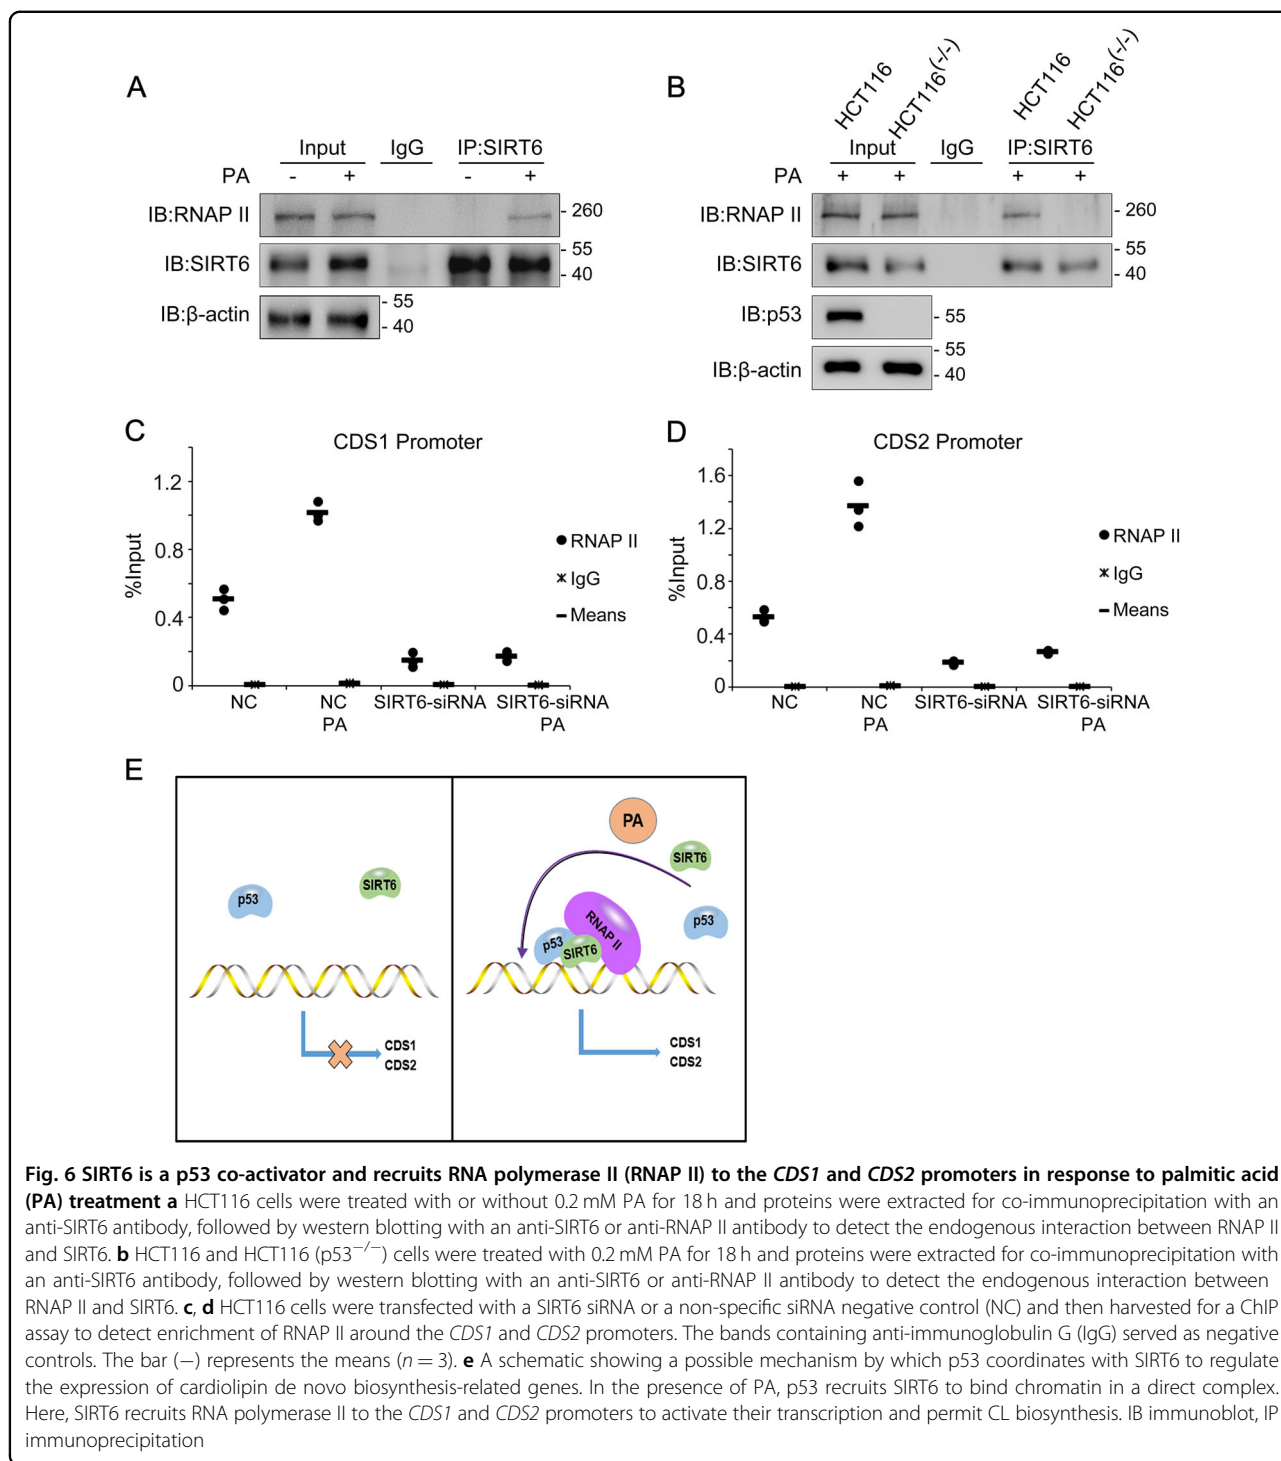 A
Input IgG IP:SIRT6
PA - + - +
IB:RNAP II - 260
IB:SIRT6 - 55
- 40
IB:β-actin - 55
- 40
B
HCT116 HCT116(-/-) HCT116 HCT116(-/-)
Input IgG IP:SIRT6
PA + + + +
IB:RNAP II - 260
IB:SIRT6 - 55
- 40
IB:p53 - 55
IB:β-actin - 55
- 40
C
CDS1 Promoter
%Input
1.2
0.8
0.4
0
NC NC SIRT6-siRNA SIRT6-siRNA
PA PA
RNAP II
IgG
Means
D
CDS2 Promoter
%Input
1.6
1.2
0.8
0.4
0
NC NC SIRT6-siRNA SIRT6-siRNA
PA PA
RNAP II
IgG
Means
E
p53
SIRT6
CDS1
CDS2
PA
SIRT6
p53
RNAP II
p53
SIRT6
CDS1
CDS2
Fig. 6 SIRT6 is a p53 co-activator and recruits RNA polymerase II (RNAP II) to the CDS1 and CDS2 promoters in response to palmitic acid
(PA) treatment a HCT116 cells were treated with or without 0.2 mM PA for 18 h and proteins were extracted for co-immunoprecipitation with an
anti-SIRT6 antibody, followed by western blotting with an anti-SIRT6 or anti-RNAP II antibody to detect the endogenous interaction between RNAP II
and SIRT6. b HCT116 and HCT116 (p53−/−) cells were treated with 0.2 mM PA for 18 h and proteins were extracted for co-immunoprecipitation with
an anti-SIRT6 antibody, followed by western blotting with an anti-SIRT6 or anti-RNAP II antibody to detect the endogenous interaction between
RNAP II and SIRT6. c, d HCT116 cells were transfected with a SIRT6 siRNA or a non-specific siRNA negative control (NC) and then harvested for a ChIP
assay to detect enrichment of RNAP II around the CDS1 and CDS2 promoters. The bands containing anti-immunoglobulin G (IgG) served as negative
controls. The bar (−) represents the means (n = 3). e A schematic showing a possible mechanism by which p53 coordinates with SIRT6 to regulate
the expression of cardiolipin de novo biosynthesis-related genes. In the presence of PA, p53 recruits SIRT6 to bind chromatin in a direct complex.
Here, SIRT6 recruits RNA polymerase II to the CDS1 and CDS2 promoters to activate their transcription and permit CL biosynthesis. IB immunoblot, IP
immunoprecipitation